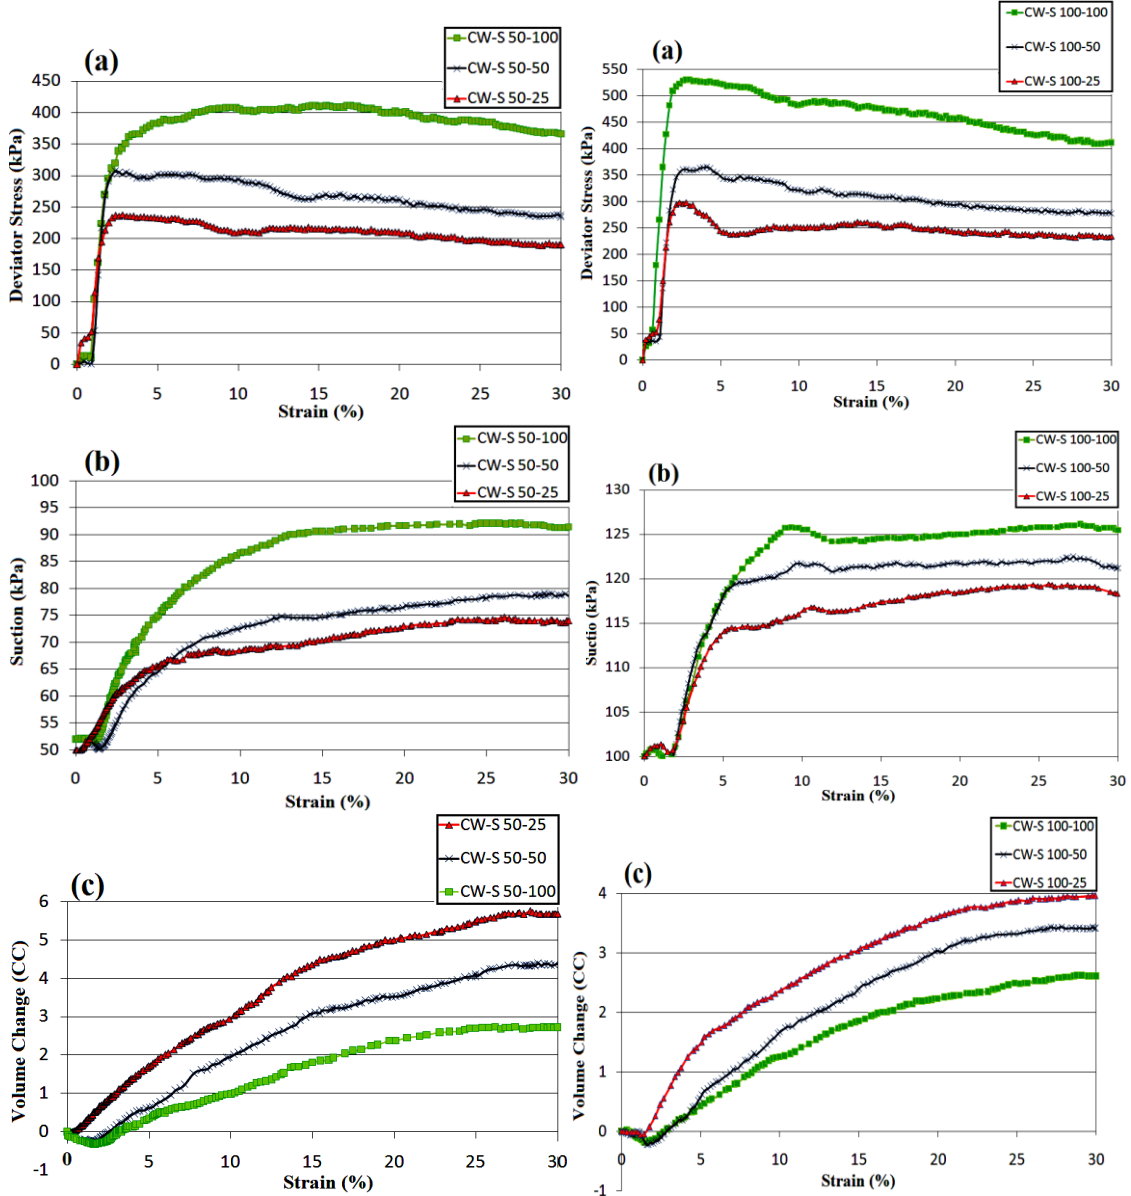 (a)
CW-S 50-100
CW-S 50-50
CW-S 50-25
450
400
350
300
250
200
150
100
50
0
Deviator Stress (kPa)
0 5 10 15 20 25 30
Strain (%)
(a)
CW-S 100-100
CW-S 100-50
CW-S 100-25
550
500
450
400
350
300
250
200
150
100
50
0
Deviator Stress (kPa)
0 5 10 15 20 25 30
Strain (%)
(b)
CW-S 50-100
CW-S 50-50
CW-S 50-25
100
95
90
85
80
75
70
65
60
55
50
Suction (kPa)
0 5 10 15 20 25 30
Strain (%)
(b)
CW-S 100-100
CW-S 100-50
CW-S 100-25
130
125
120
115
110
105
100
Suctio (kPa)
0 5 10 15 20 25 30
Strain (%)
(c)
CW-S 50-25
CW-S 50-50
CW-S 50-100
6
5
4
3
2
1
0
-1
Volume Change (CC)
0 5 10 15 20 25 30
Strain (%)
(c)
CW-S 100-100
CW-S 100-50
CW-S 100-25
4
3
2
1
0
-1
Volume Change (CC)
0 5 10 15 20 25 30
Strain (%)